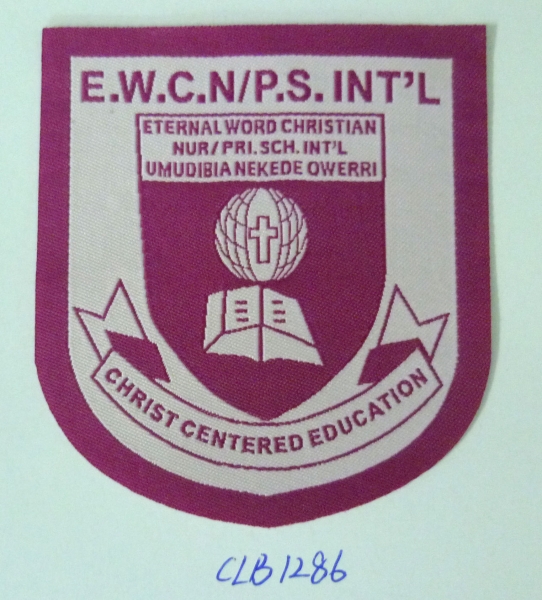 E.W.C.N/P.S. INT'L
ETERNAL WORD CHRISTIAN
NUR/PRI.SCH. INT'L
UMUDIBIA NEKEDE OWERRI
CHRIST CENTERED EDUCATION
CLB1286